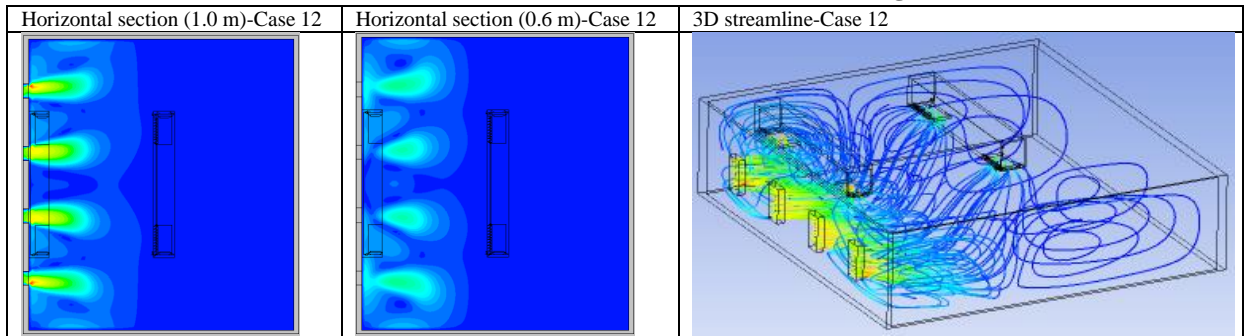 Horizontal section (1.0 m)-Case 12
Horizontal section (0.6 m)-Case 12
3D streamline-Case 12